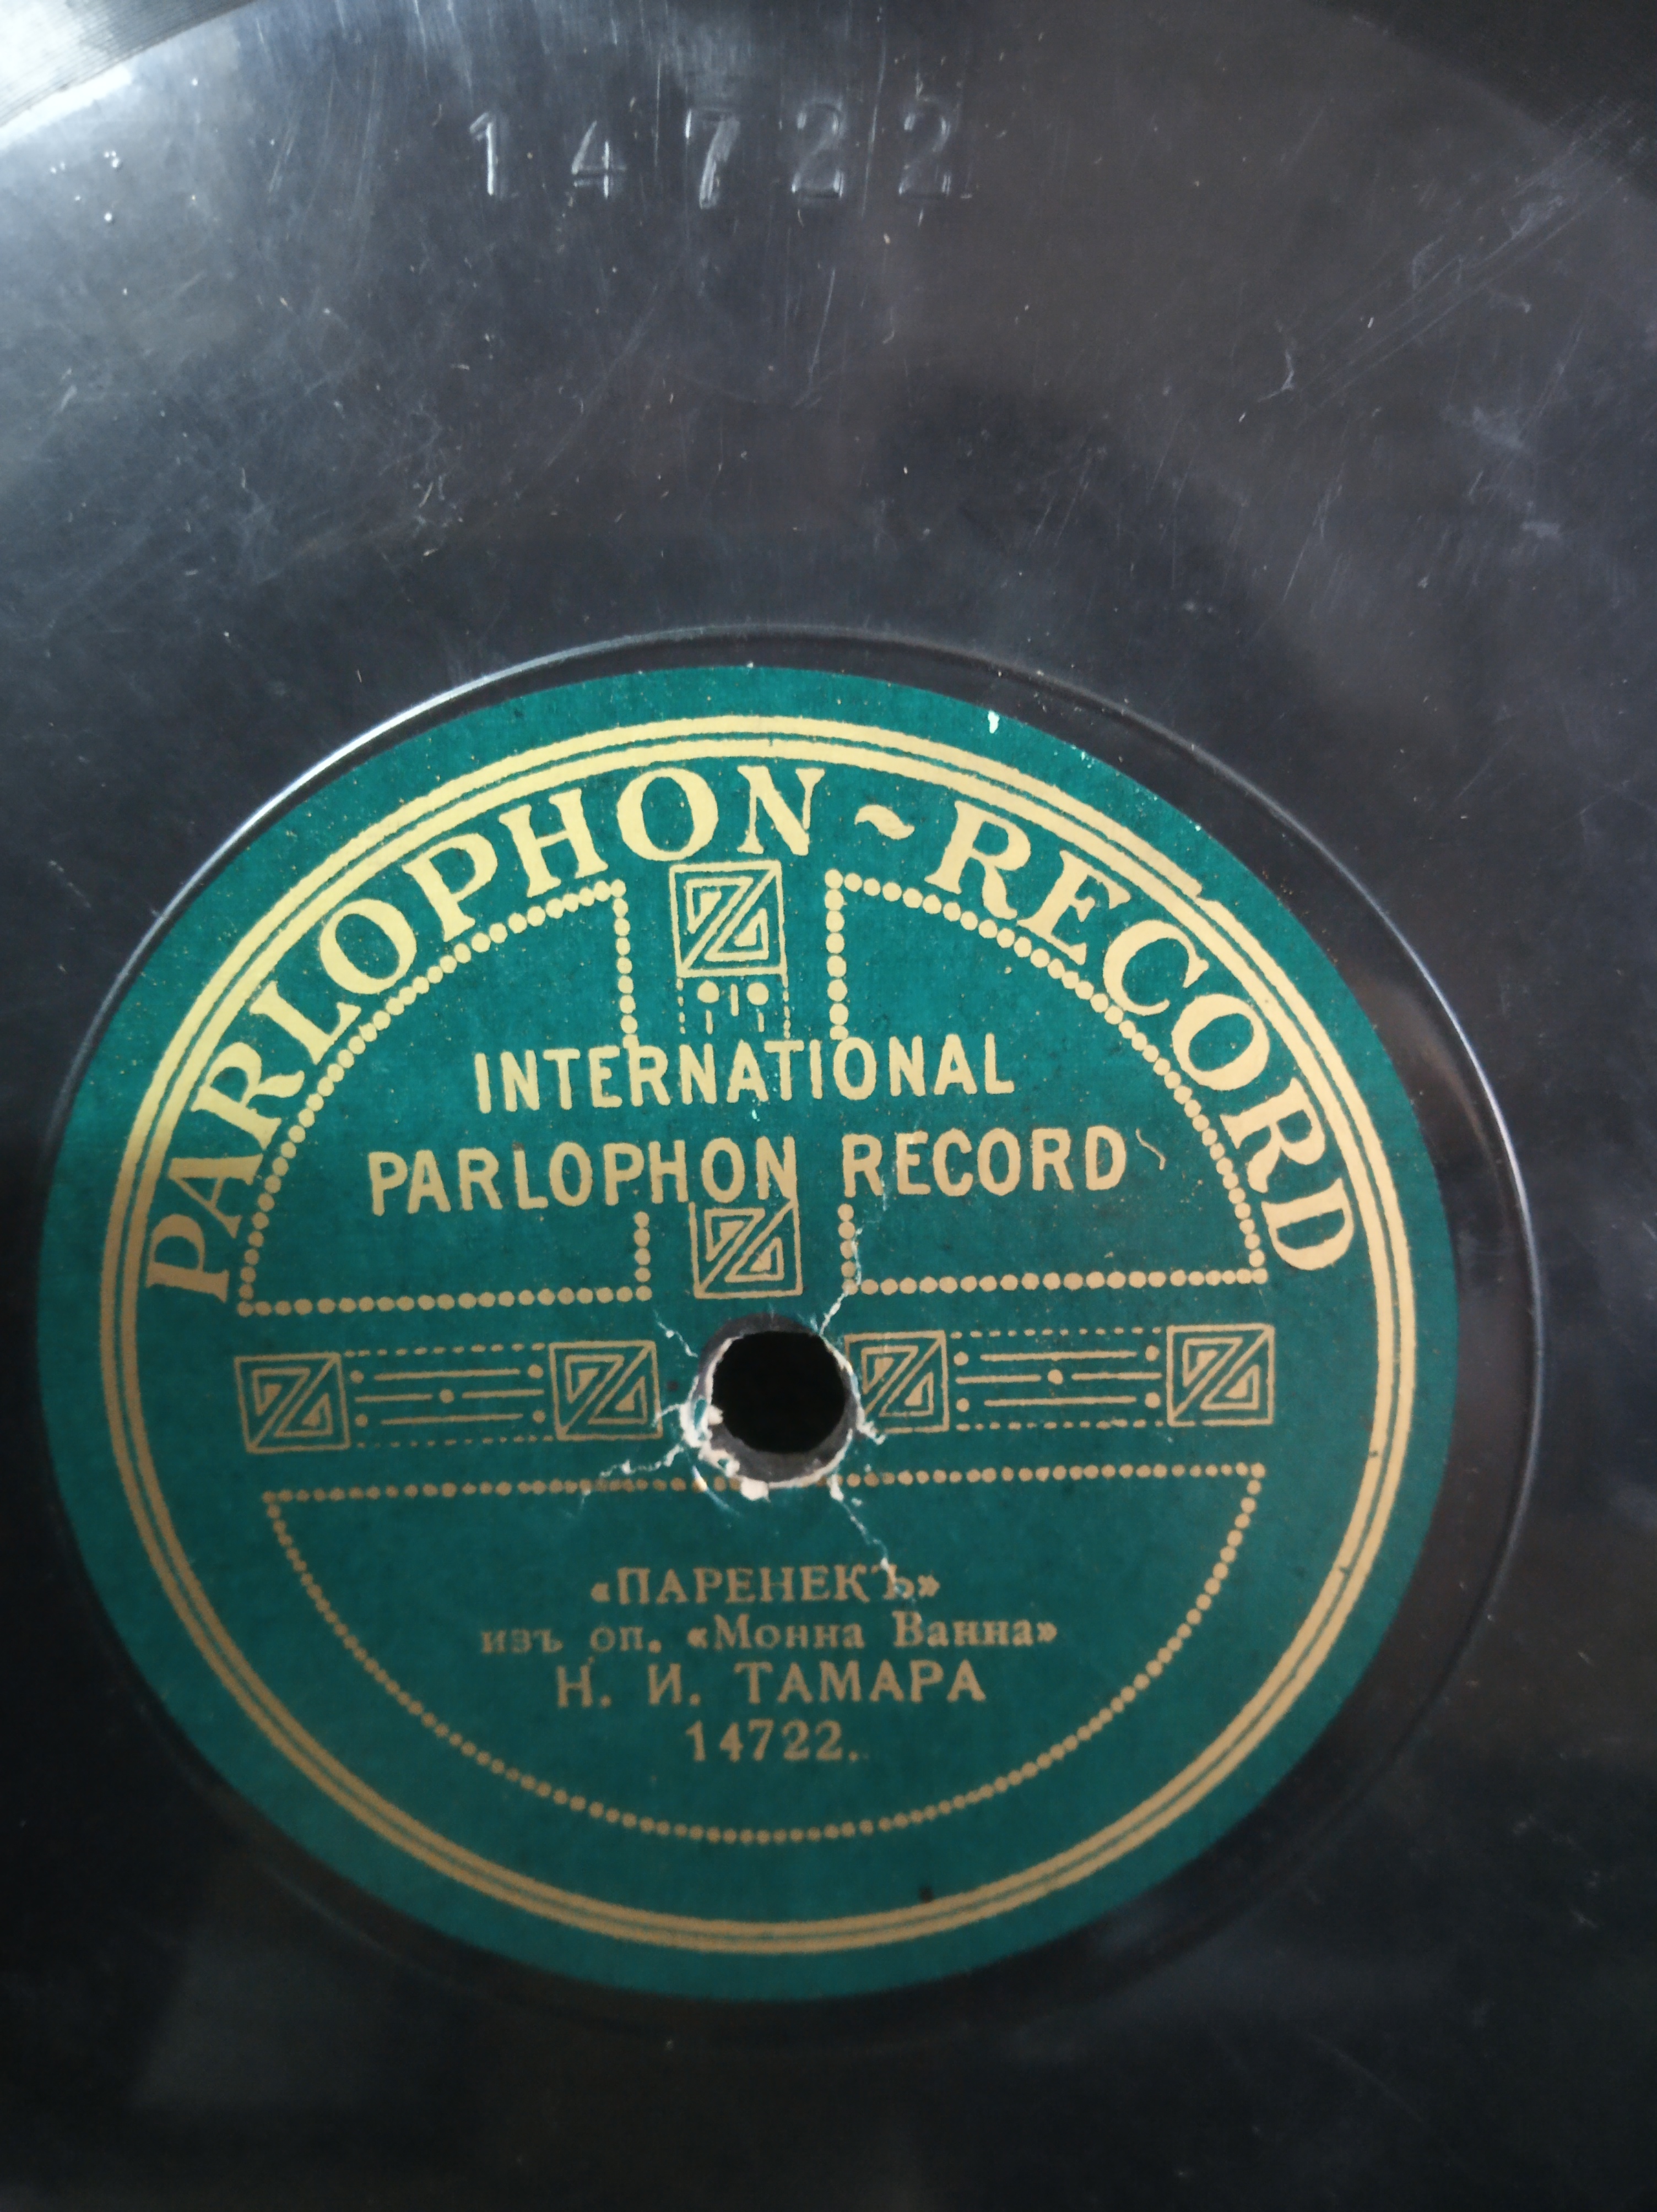 14722
PARLOPHON ~ RECORD
INTERNATIONAL
PARLOPHON RECORD
«ПАРЕНЕКЪ»
изъ оп. «Монна Ванна»
Н. И. ТАМАРА
14722.